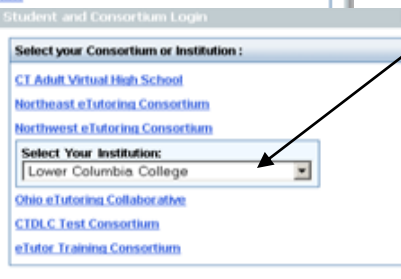 Student and Consortium Login
Select your Consortium or Institution :
CT Adult Virtual High School
Northeast eTutoring Consortium
Northwest eTutoring Consortium
Select Your Institution:
Lower Columbia College
Ohio eTutoring Collaborative
CTDLC Test Consortium
eTutor Training Consortium